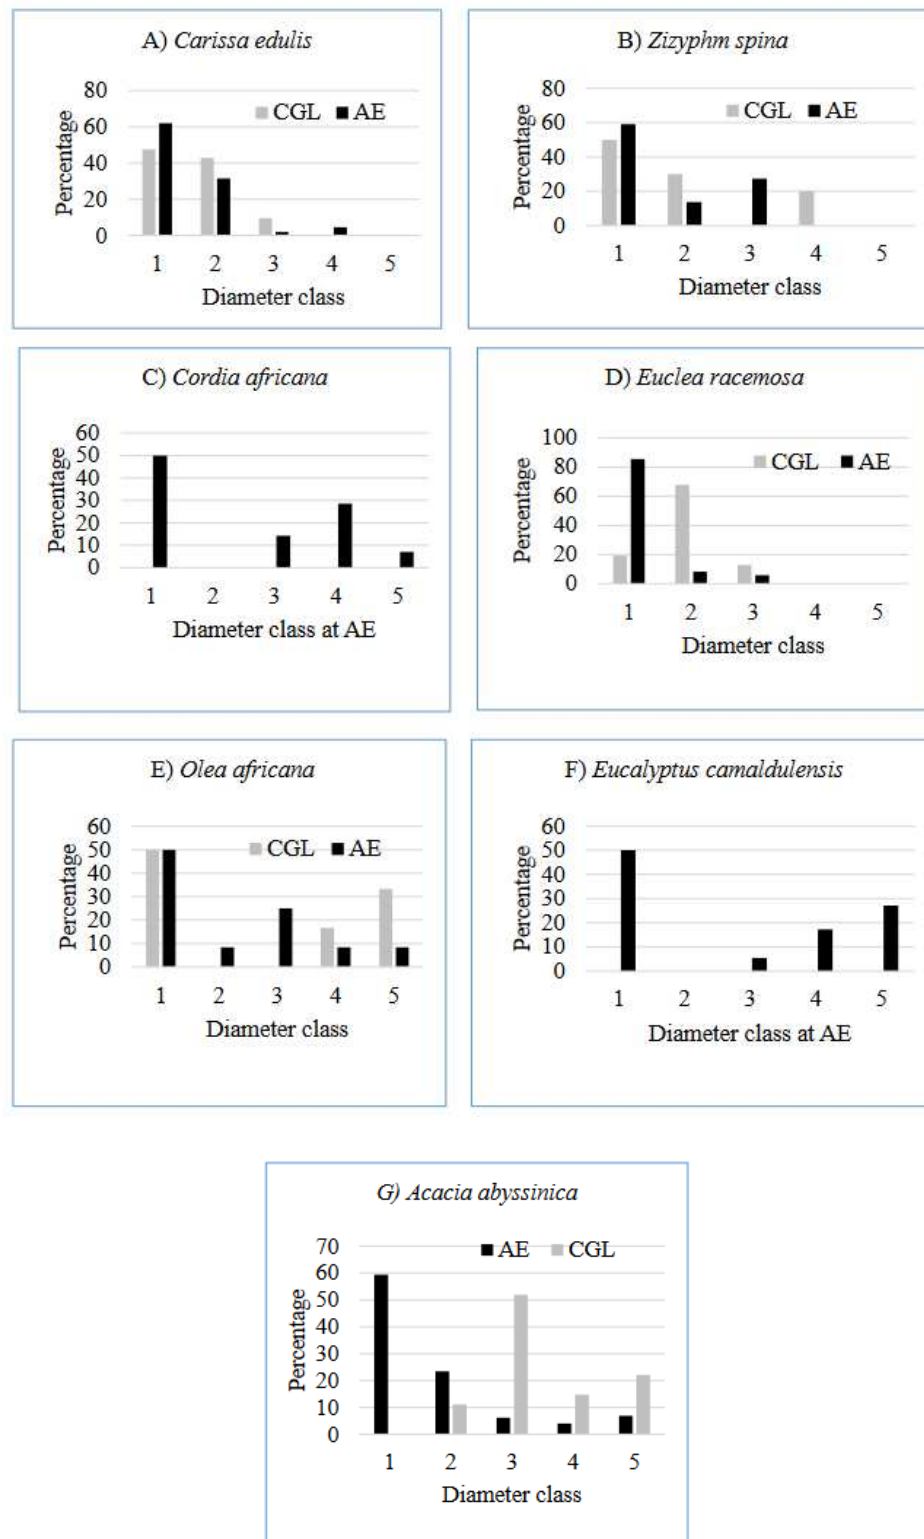 A) Carissa edulis
80
60
40
20
0
Percentage
CGL AE
1 2 3 4 5
Diameter class
B) Zizyphm spina
80
60
40
20
0
Percentage
CGL AE
1 2 3 4 5
Diameter class
C) Cordia africana
60
50
40
30
20
10
0
Percentage
1 2 3 4 5
Diameter class at AE
D) Euclea racemosa
100
80
60
40
20
0
Percentage
CGL AE
1 2 3 4 5
Diameter class
E) Olea africana
60
50
40
30
20
10
0
Percentage
CGL AE
1 2 3 4 5
Diameter class
F) Eucalyptus camaldulensis
60
50
40
30
20
10
0
Percentage
1 2 3 4 5
Diameter class at AE
G) Acacia abyssinica
70
60
50
40
30
20
10
0
Percentage
AE CGL
1 2 3 4 5
Diameter class